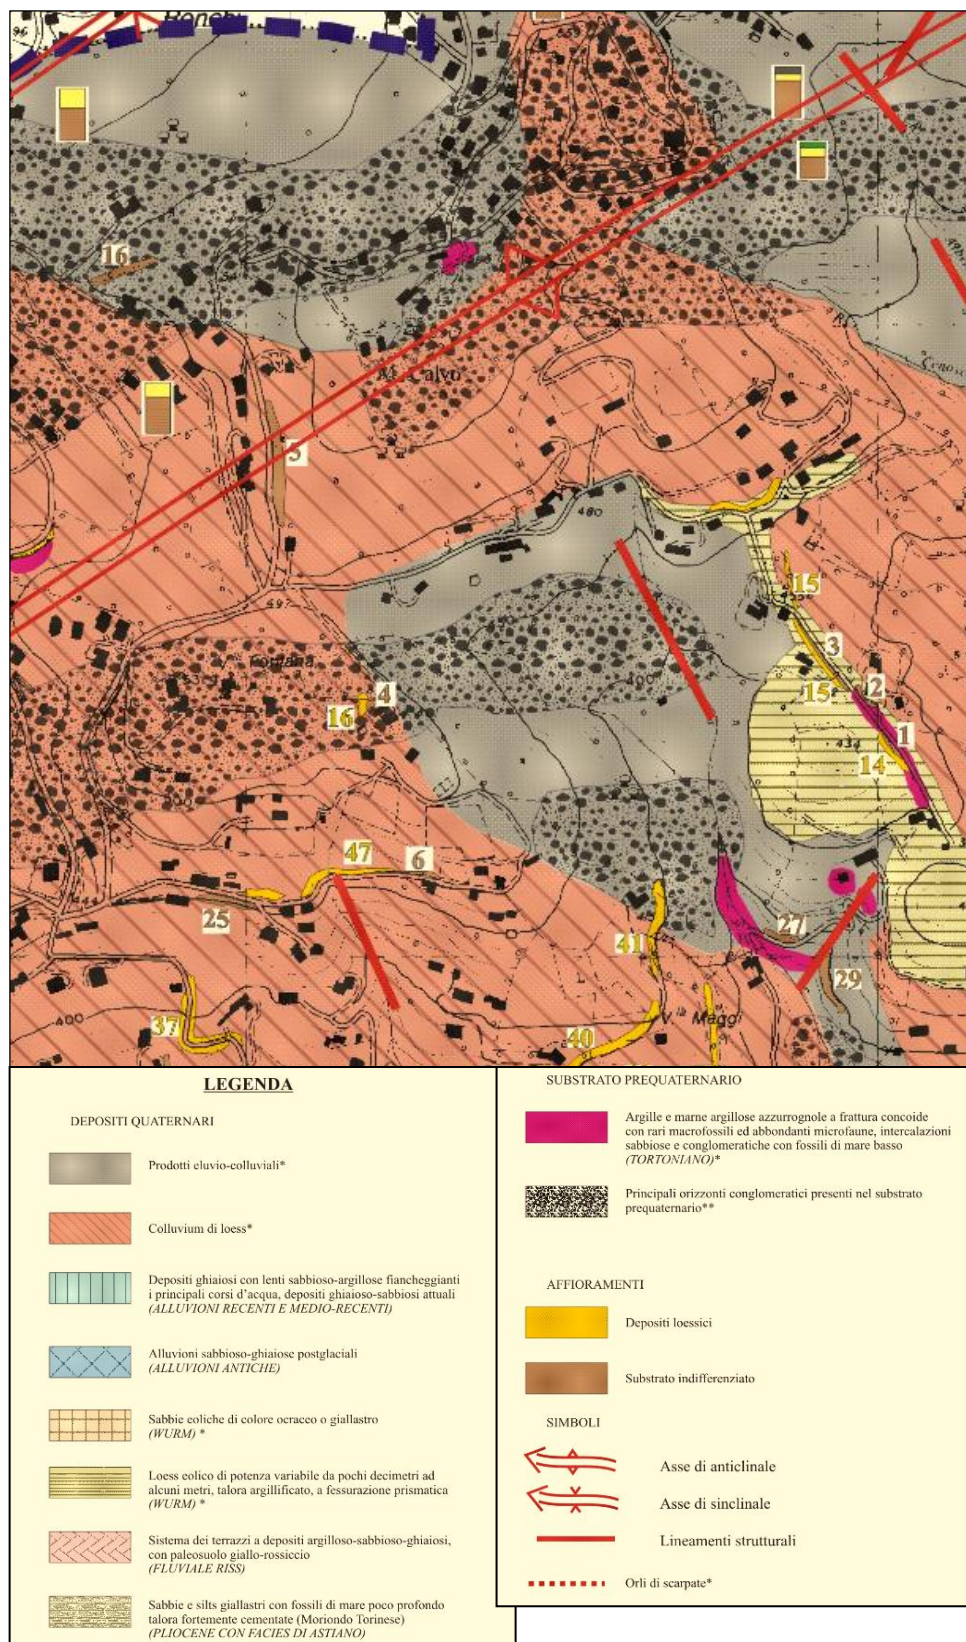 Ronchi
96
553
16
M. Calvo
5
480
497
15
3
Fontana
400
4
16
15
2
1
434
14
47
6
25
27
41
29
37
400
40
V.la Maggi
LEGENDA
DEPOSITI QUATERNARI
Prodotti eluvio-colluviali*
Colluvium di loess*
Depositi ghiaiosi con lenti sabbioso-argillose fiancheggianti
i principali corsi d'acqua, depositi ghiaioso-sabbiosi attuali
(ALLUVIONI RECENTI E MEDIO-RECENTI)
Alluvioni sabbioso-ghiaiose postglaciali
(ALLUVIONI ANTICHE)
Sabbie eoliche di colore ocraceo o giallastro
(WURM) *
Loess eolico di potenza variabile da pochi decimetri ad
alcuni metri, talora argillificato, a fessurazione prismatica
(WURM) *
Sistema dei terrazzi a depositi argilloso-sabbioso-ghiaiosi,
con paleosuolo giallo-rossiccio
(FLUVIALE RISS)
Sabbie e silts giallastri con fossili di mare poco profondo
talora fortemente cementate (Moriondo Torinese)
(PLIOCENE CON FACIES DI ASTIANO)
SUBSTRATO PREQUATERNARIO
Argille e marne argillose azzurrognole a frattura concoide
con rari macrofossili ed abbondanti microfaune, intercalazioni
sabbiose e conglomeratiche con fossili di mare basso
(TORTONIANO)*
Principali orizzonti conglomeratici presenti nel substrato
prequaternario**
AFFIORAMENTI
Depositi loessici
Substrato indifferenziato
SIMBOLI
Asse di anticlinale
Asse di sinclinale
Lineamenti strutturali
Orli di scarpate*